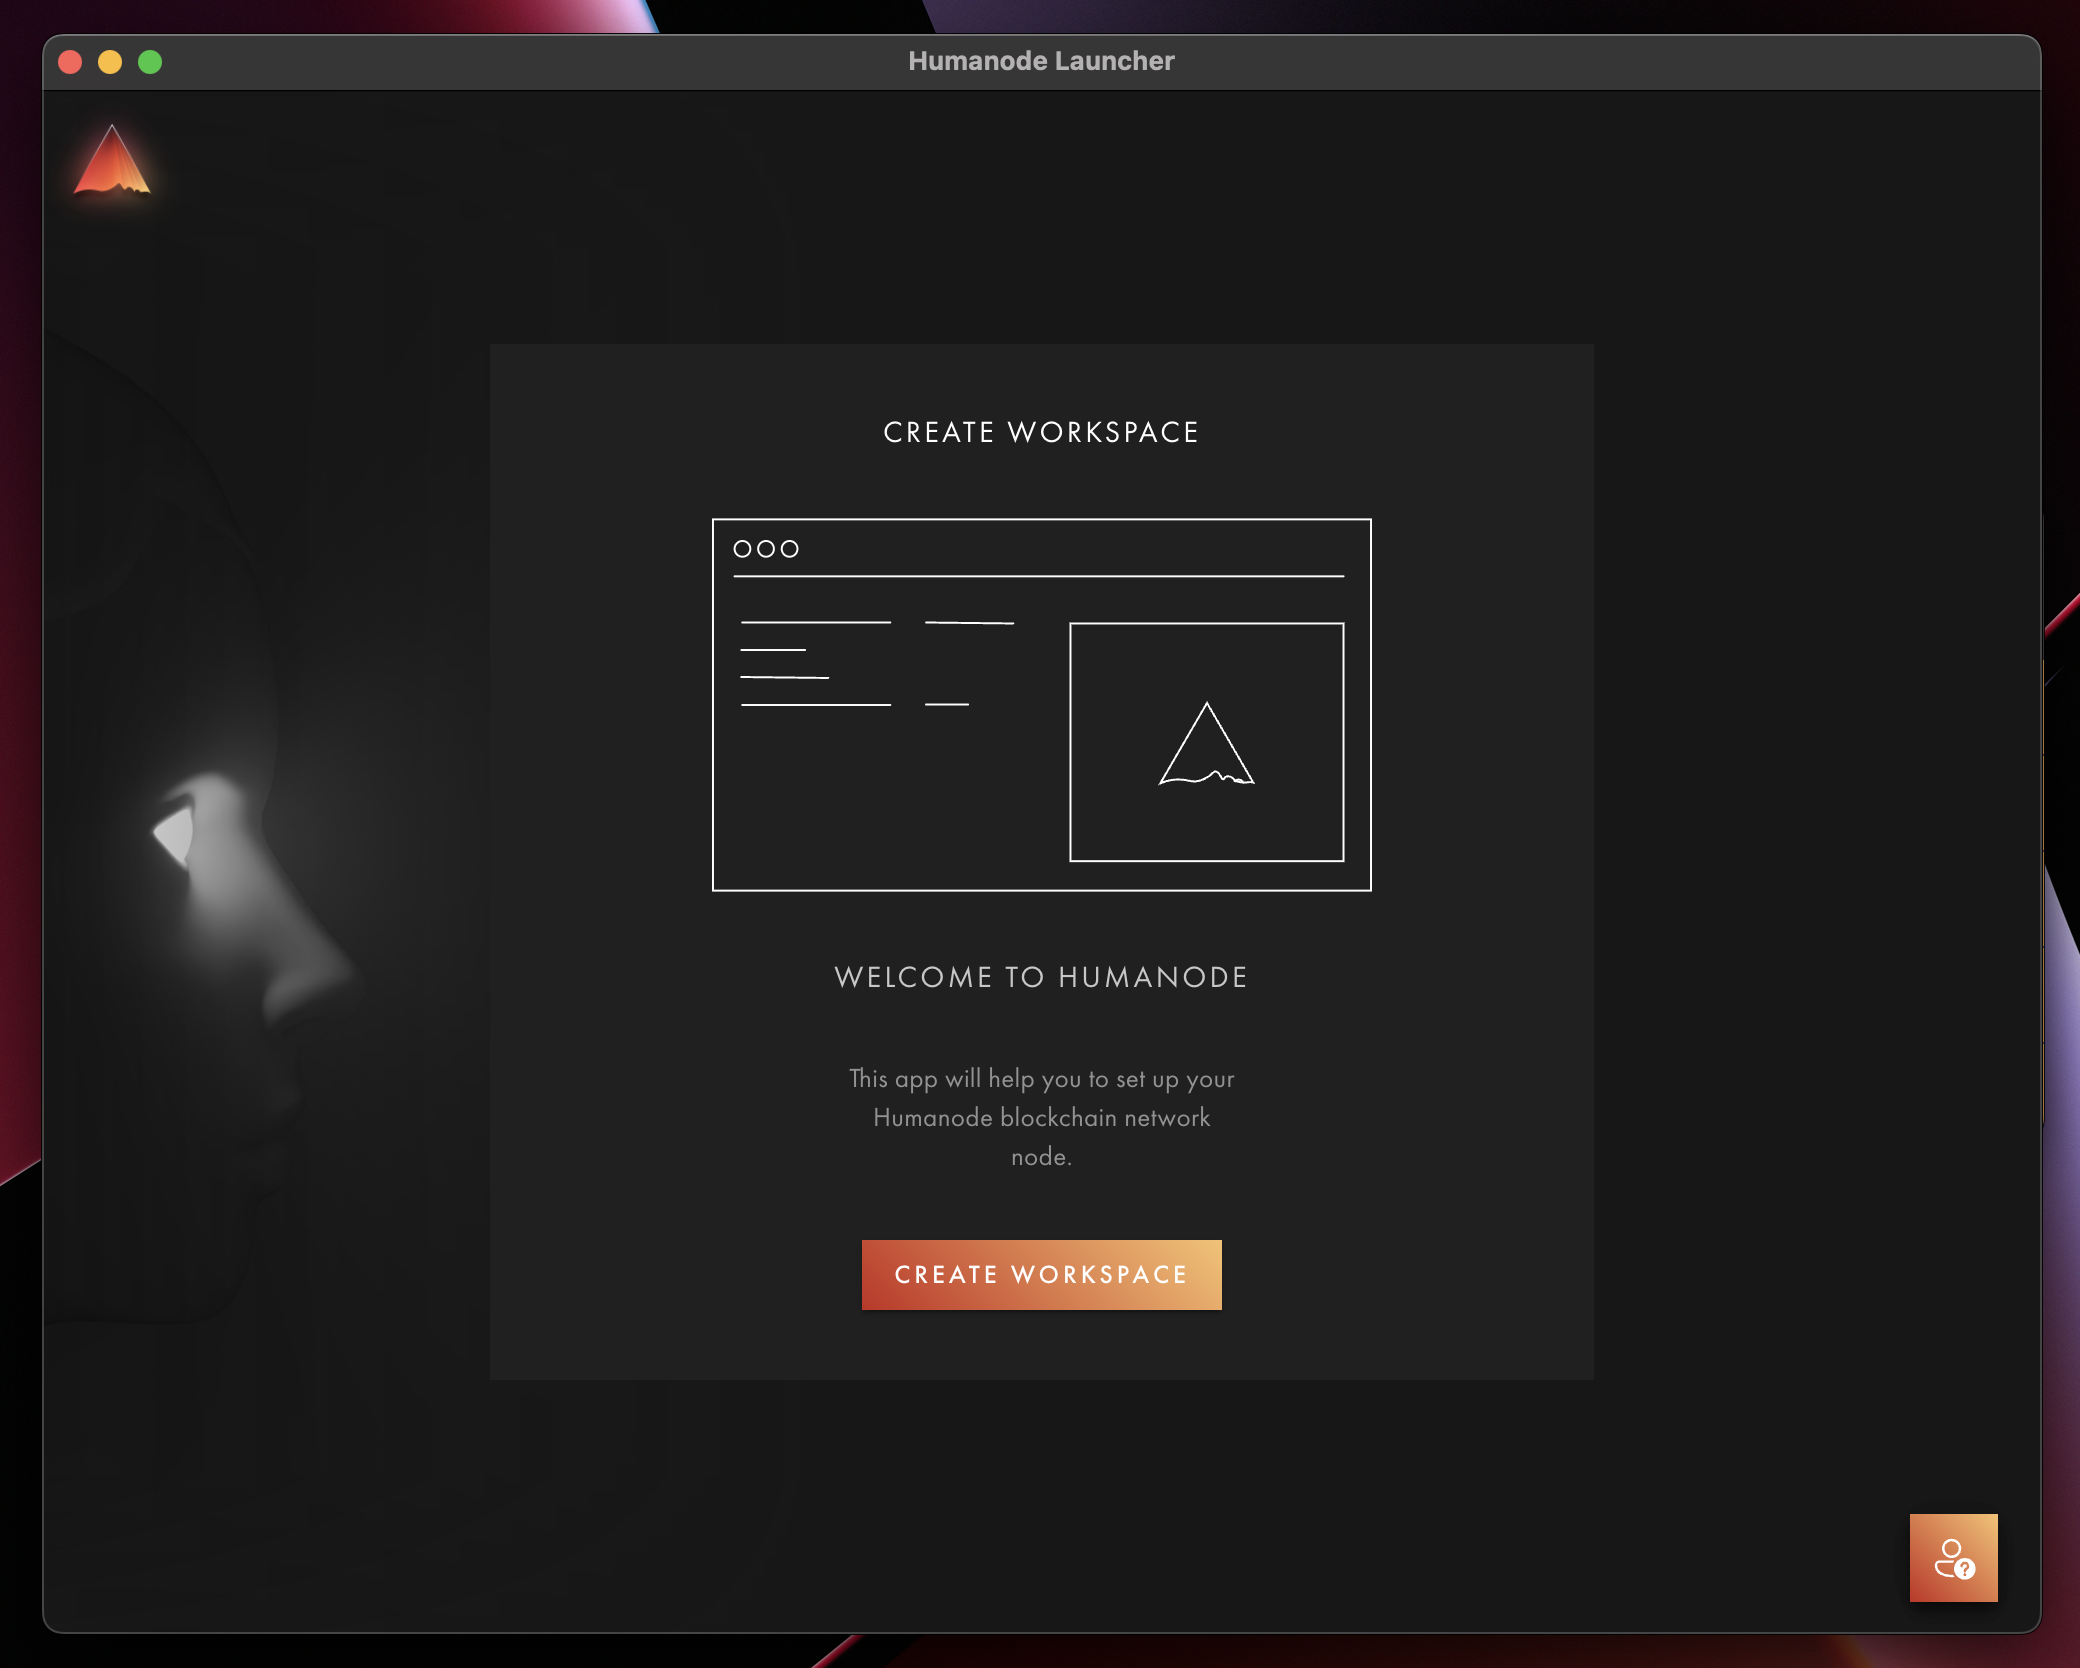 Humanode Launcher
CREATE WORKSPACE
WELCOME TO HUMANODE
This app will help you to set up your
Humanode blockchain network
node.
CREATE WORKSPACE
?